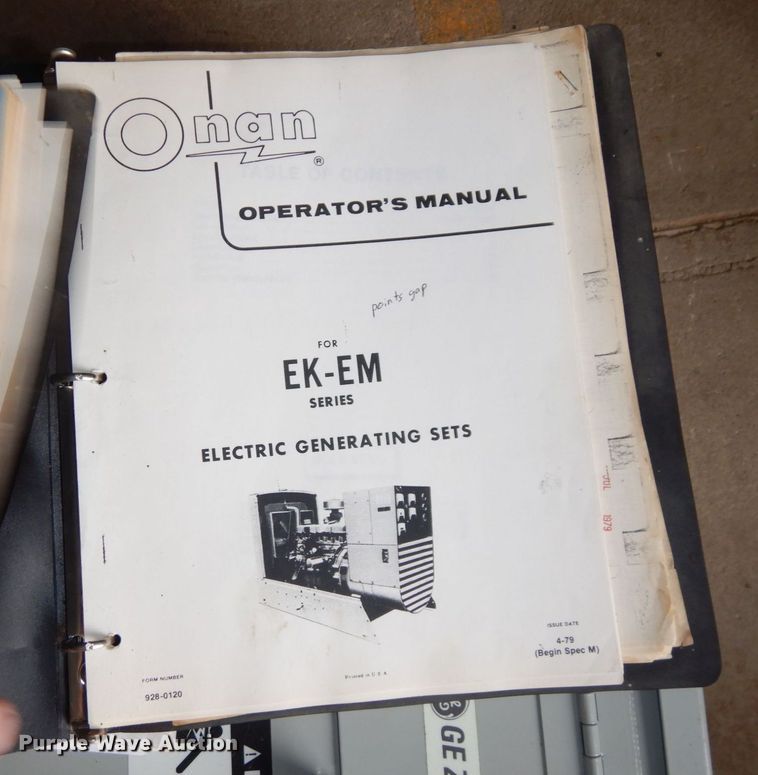 Onan
®
OPERATOR'S MANUAL
points gap
FOR
EK-EM
SERIES
ELECTRIC GENERATING SETS
JUL 1979
ISSUE DATE
4-79
(Begin Spec M)
FORM NUMBER
928-0120
Printed in U.S.A.
GE
Purple Wave Auction